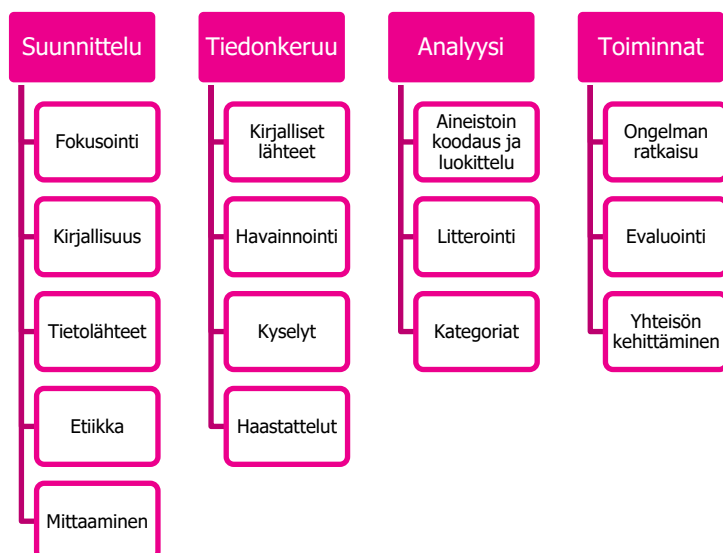 Suunnittelu
Fokusointi
Kirjallisuus
Tietolähteet
Etiikka
Mittaaminen
Tiedonkeruu
Kirjalliset
lähteet
Havainnointi
Kyselyt
Haastattelut
Analyysi
Aineistoin
koodaus ja
luokittelu
Litterointi
Kategoriat
Toiminnat
Ongelman
ratkaisu
Evaluointi
Yhteisön
kehittäminen